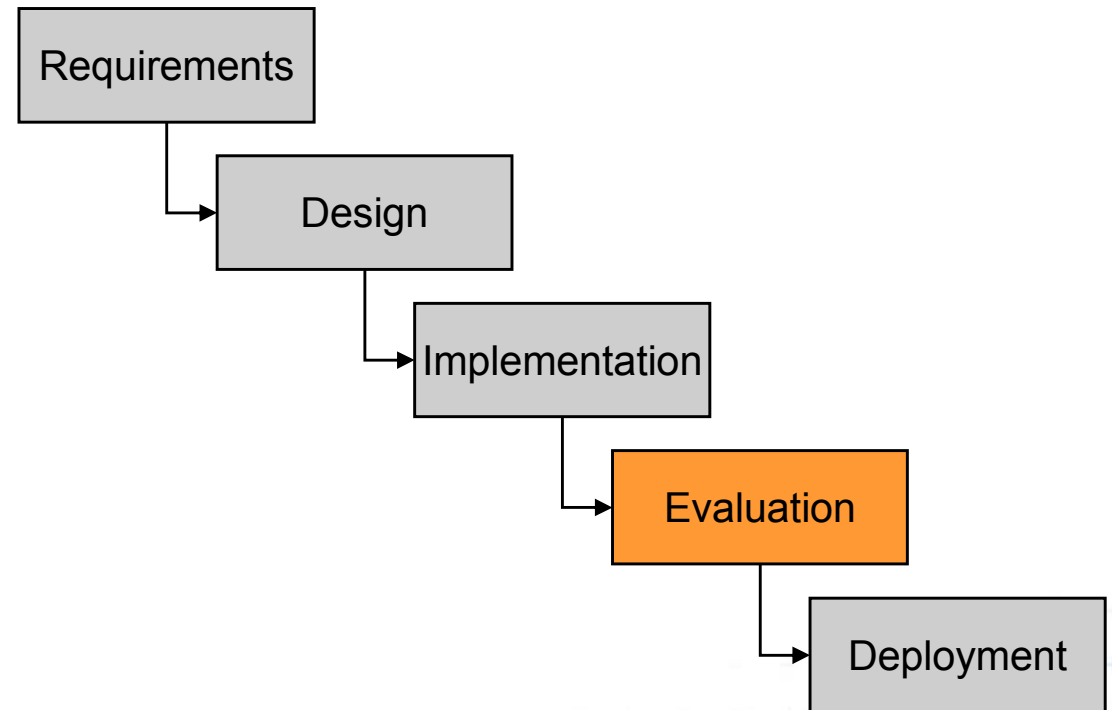 Requirements
Design
Implementation
Evaluation
Deployment